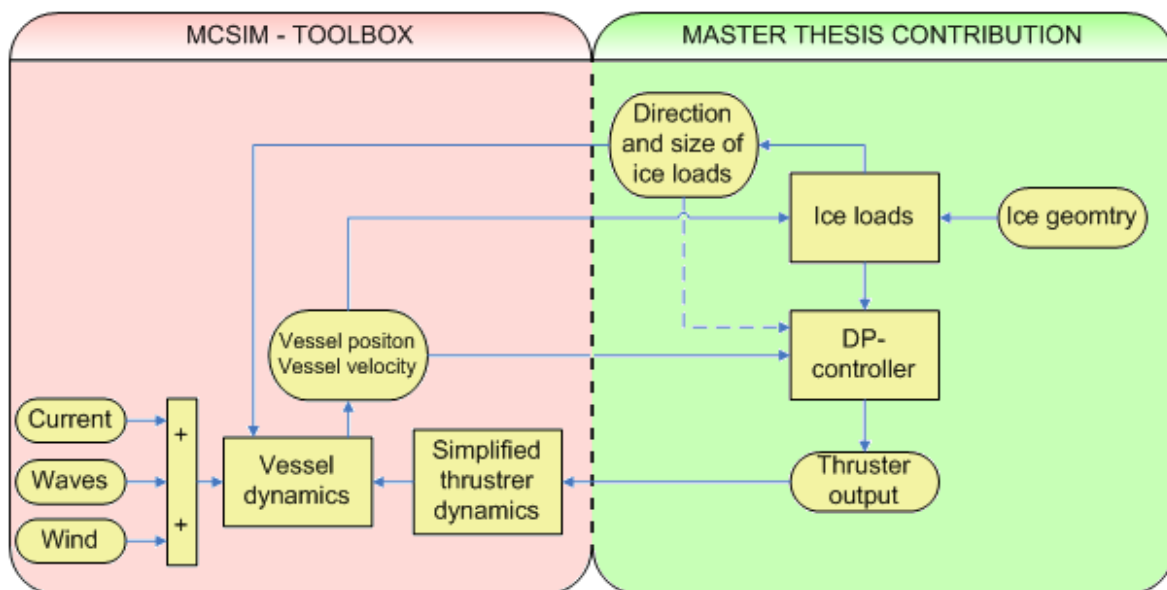 MCSIM - TOOLBOX
MASTER THESIS CONTRIBUTION
Direction
and size of
ice loads
Ice loads
Ice geomtry
Vessel positon
Vessel velocity
DP-
controller
Current
Waves
Wind
+
+
Vessel
dynamics
Simplified
thrustrer
dynamics
Thruster
output